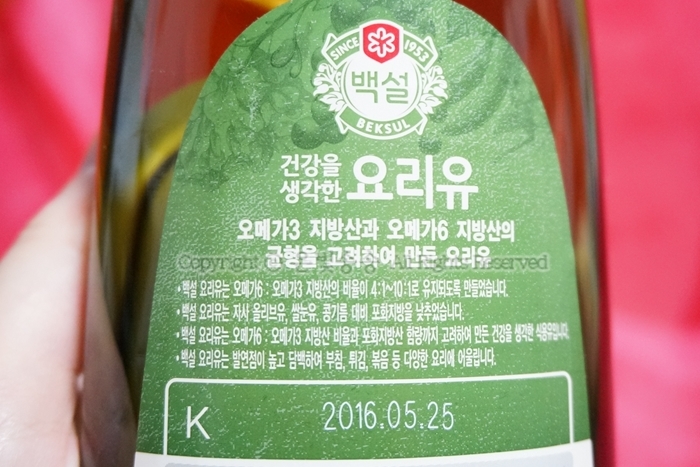 SINCE 1953
백설
BEKSUL
건강을
생각한 요리유
오메가3 지방산과 오메가6 지방산의
균형을 고려하여 만든 요리유
Copyright All rights reserved
• 백설 요리유는 오메가6 : 오메가3 지방산의 비율이 4:1~10:1로 유지되도록 만들었습니다.
• 백설 요리유는 자사 올리브유, 쌀눈유, 콩기름 대비 포화지방을 낮추었습니다.
• 백설 요리유는 오메가6 : 오메가3 지방산 비율과 포화지방산 함량까지 고려하여 만든 건강을 생각한 식용유입니다.
• 백설 요리유는 발연점이 높고 담백하여 부침, 튀김, 볶음 등 다양한 요리에 어울립니다.
K 2016.05.25